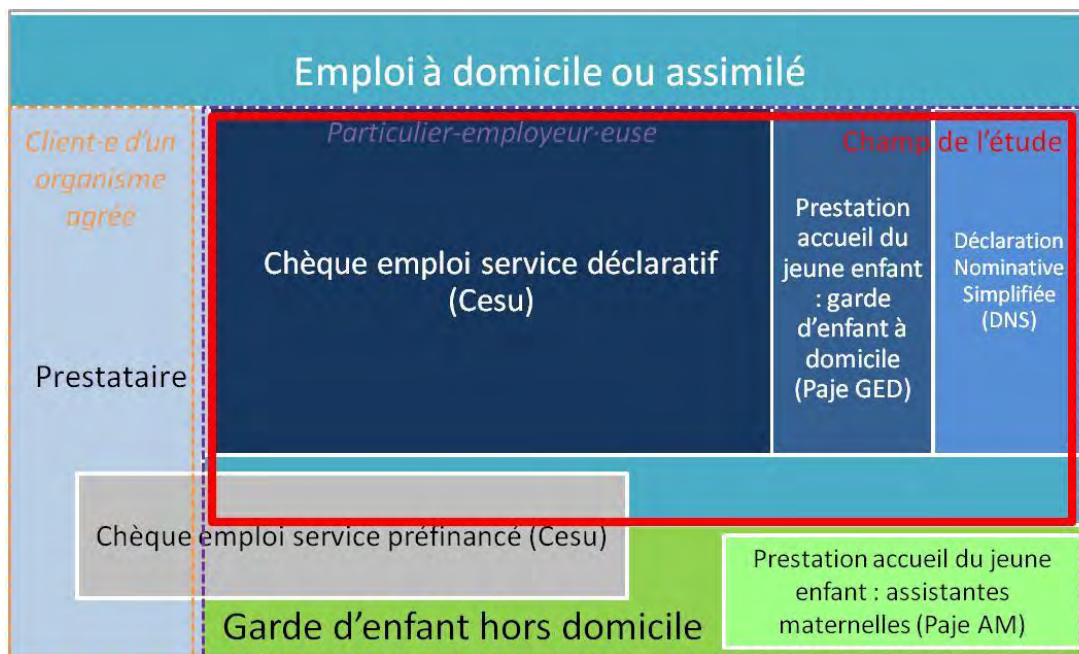 Emploi à domicile ou assimilé
Client·e d'un
organisme
agréé
Particulier-employeur·euse
Champ de l'étude
Chèque emploi service déclaratif
(Cesu)
Prestation
accueil du
jeune enfant
: garde
d'enfant à
domicile
(Paje GED)
Déclaration
Nominative
Simplifiée
(DNS)
Prestataire
Chèque emploi service préfinancé (Cesu)
Prestation accueil du jeune
enfant : assistantes
maternelles (Paje AM)
Garde d'enfant hors domicile